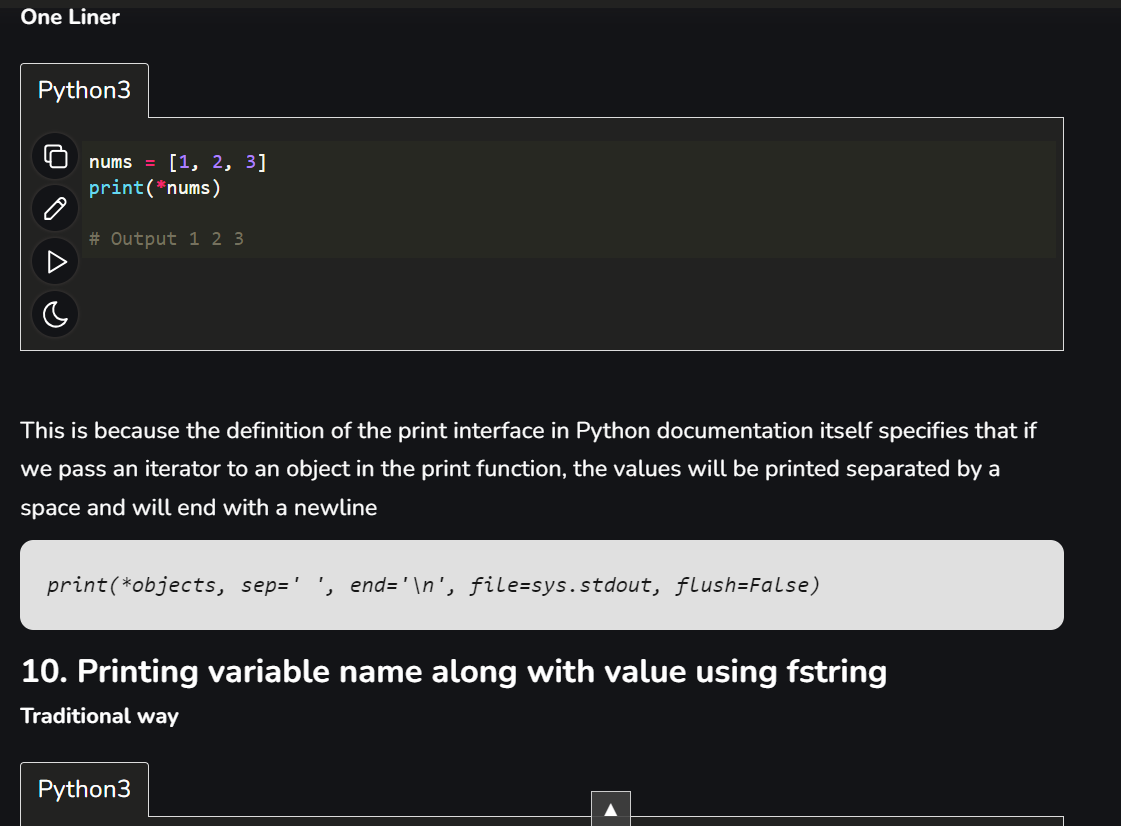 One Liner
Python3
nums = [1, 2, 3]
print(*nums)
# Output 1 2 3
This is because the definition of the print interface in Python documentation itself specifies that if
we pass an iterator to an object in the print function, the values will be printed separated by a
space and will end with a newline
print(*objects, sep=' ', end='\n', file=sys.stdout, flush=False)
10. Printing variable name along with value using fstring
Traditional way
Python3